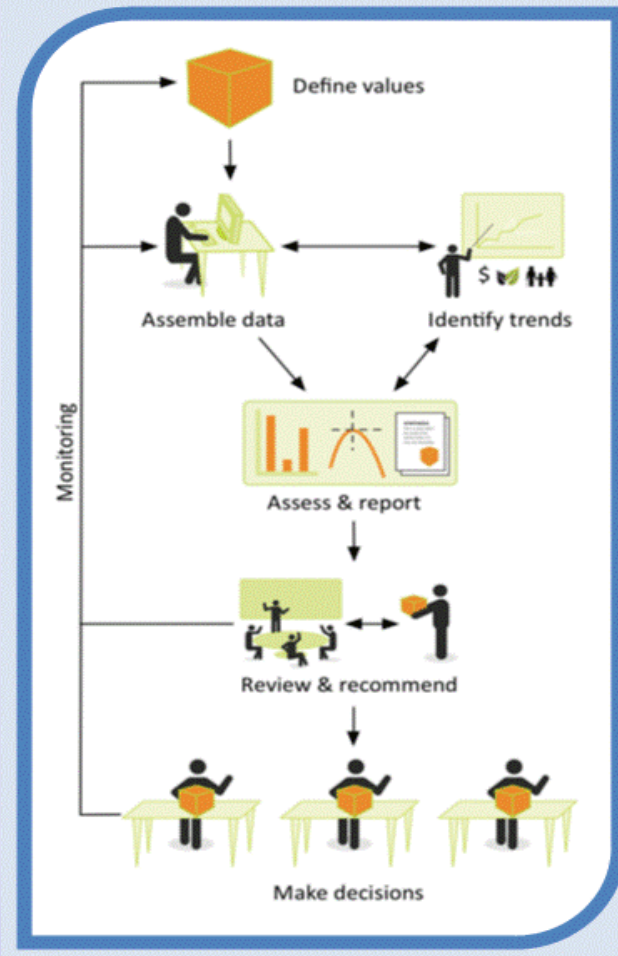 Define values
Assemble data
Identify trends
$
Monitoring
Assess & report
Review & recommend
Make decisions